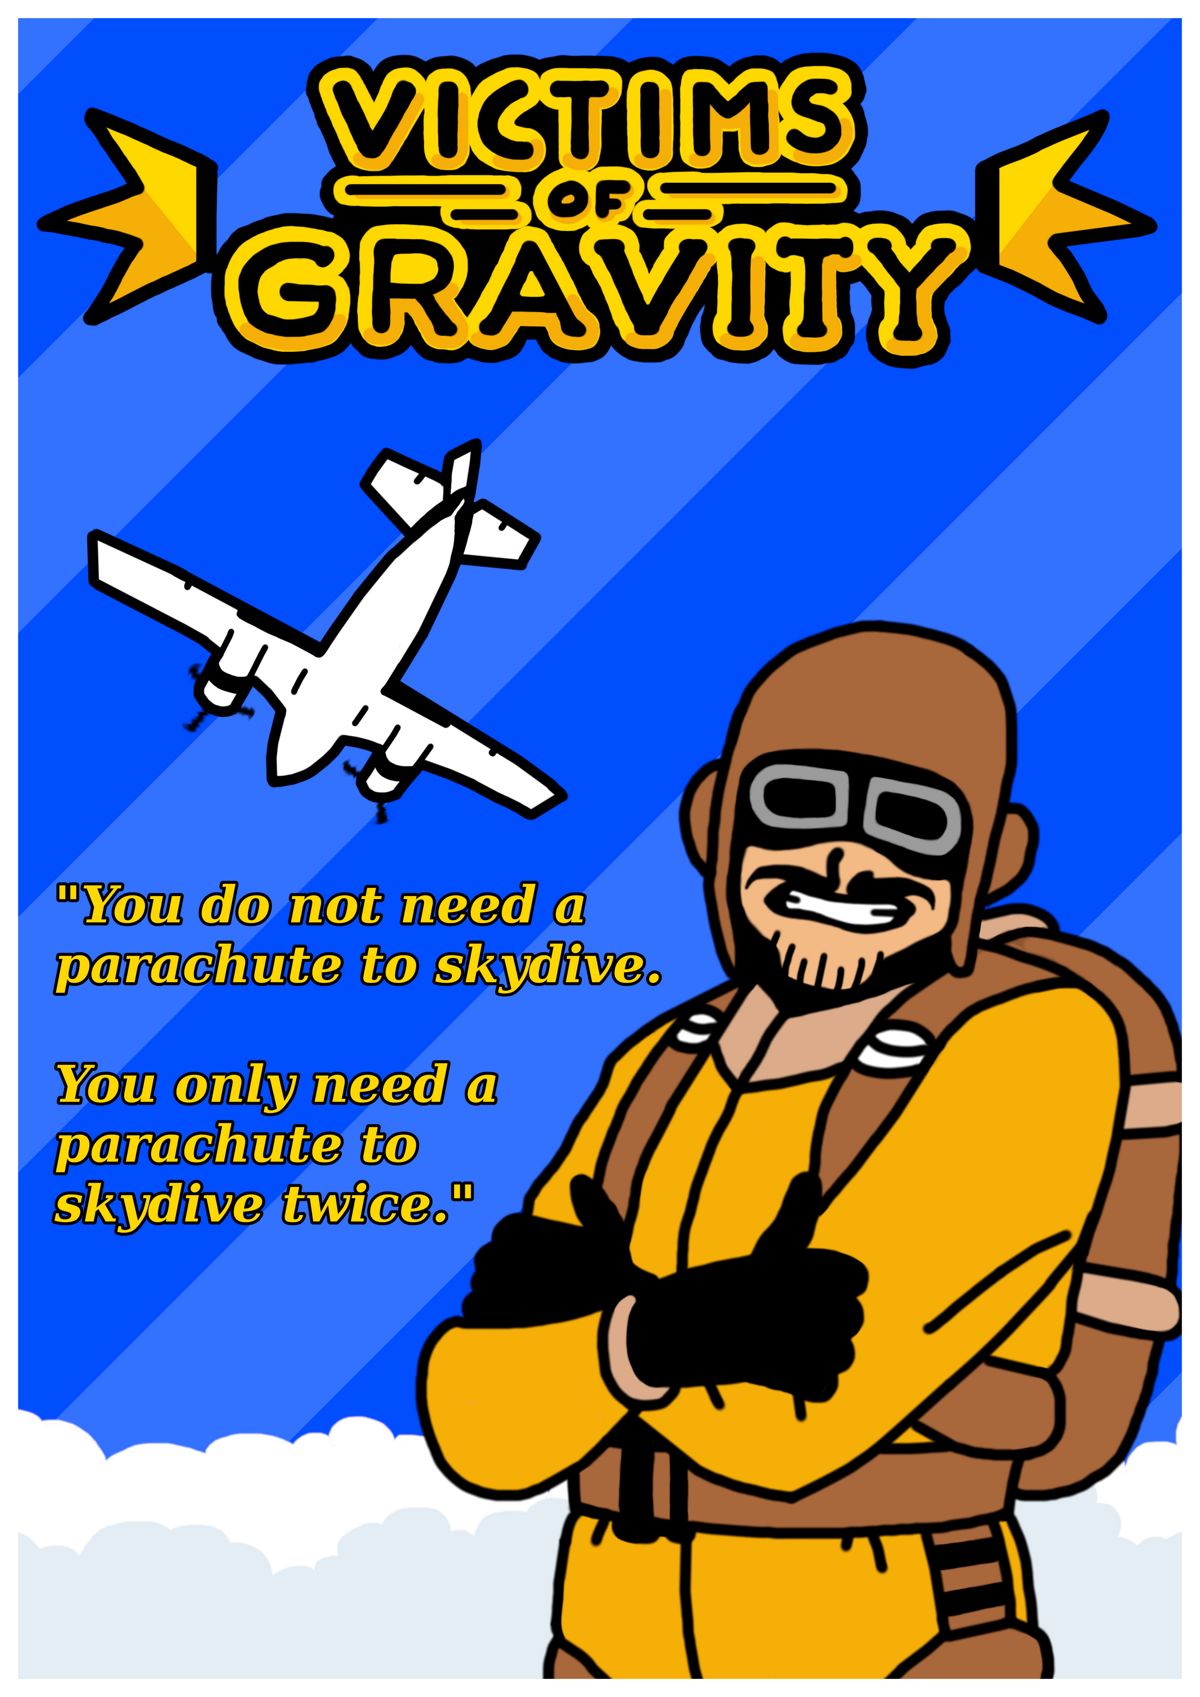 VICTIMS
OF
GRAVITY
"You do not need a
parachute to skydive.
You only need a
parachute to
skydive twice."